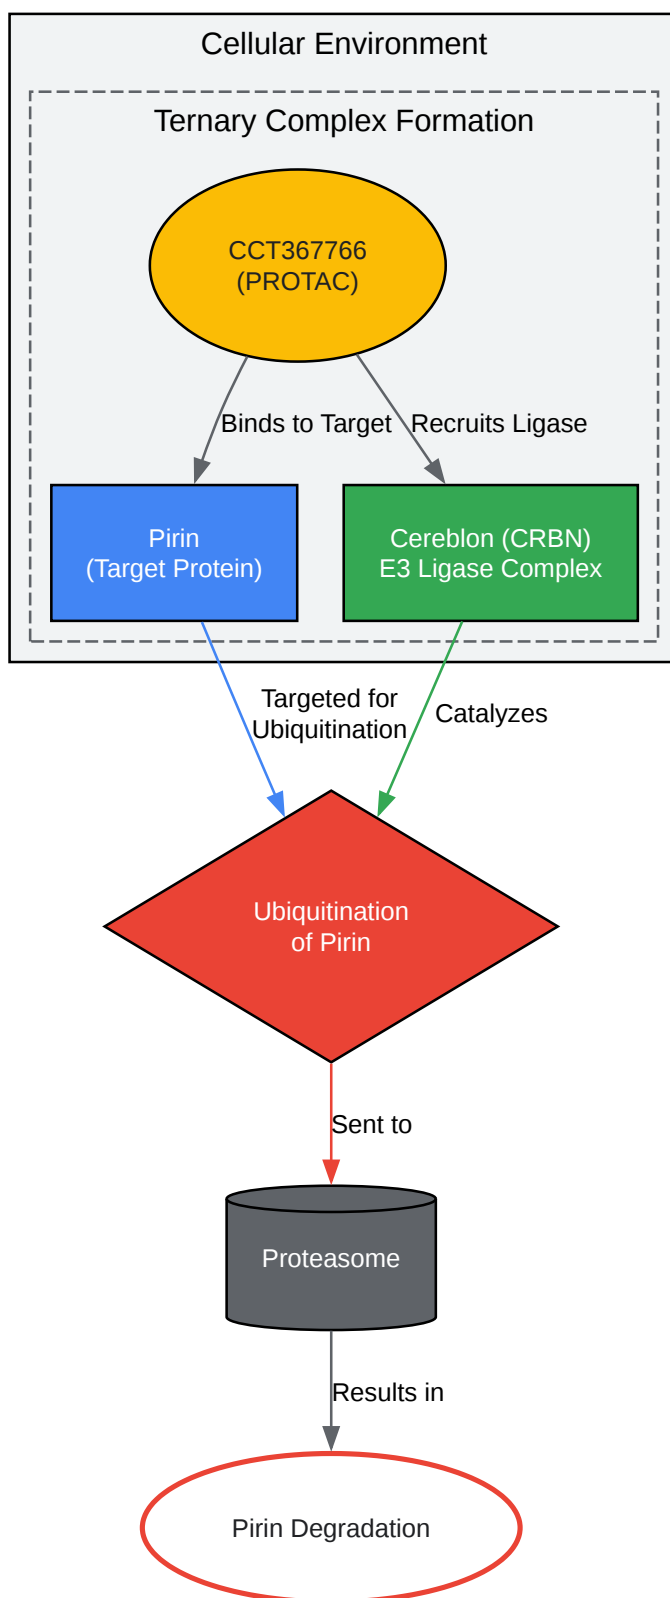 Cellular Environment
Ternary Complex Formation
CCT367766
(PROTAC)
Binds to Target
Recruits Ligase
Pirin
(Target Protein)
Cereblon (CRBN)
E3 Ligase Complex
Targeted for
Ubiquitination
Catalyzes
Ubiquitination
of Pirin
Sent to
Proteasome
Results in
Pirin Degradation